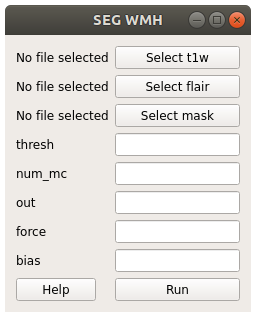 SEG WMH
No file selected Select t1w
No file selected Select flair
No file selected Select mask
thresh
num_mc
out
force
bias
Help Run